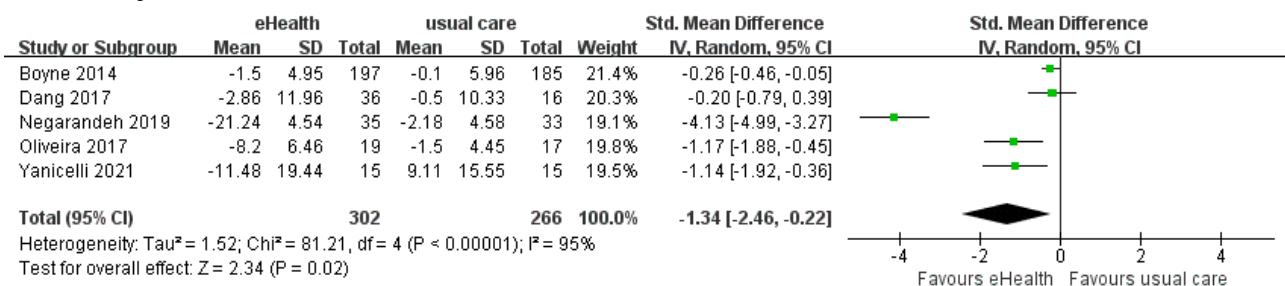 eHealth usual care Std. Mean Difference Std. Mean Difference
Study or Subgroup Mean SD Total Mean SD Total Weight IV, Random, 95% CI IV, Random, 95% CI
Boyne 2014 -1.5 4.95 197 -0.1 5.96 185 21.4% -0.26 [-0.46, -0.05]
Dang 2017 -2.86 11.96 36 -0.5 10.33 16 20.3% -0.20 [-0.79, 0.39]
Negarandeh 2019 -21.24 4.54 35 -2.18 4.58 33 19.1% -4.13 [-4.99, -3.27]
Oliveira 2017 -8.2 6.46 19 -1.5 4.45 17 19.8% -1.17 [-1.88, -0.45]
Yanicelli 2021 -11.48 19.44 15 9.11 15.55 15 19.5% -1.14 [-1.92, -0.36]
Total (95% CI) 302 266 100.0% -1.34 [-2.46, -0.22]
Heterogeneity: Tau² = 1.52; Chi² = 81.21, df = 4 (P < 0.00001); I² = 95%
Test for overall effect: Z = 2.34 (P = 0.02)
-4 -2 0 2 4
Favours eHealth Favours usual care